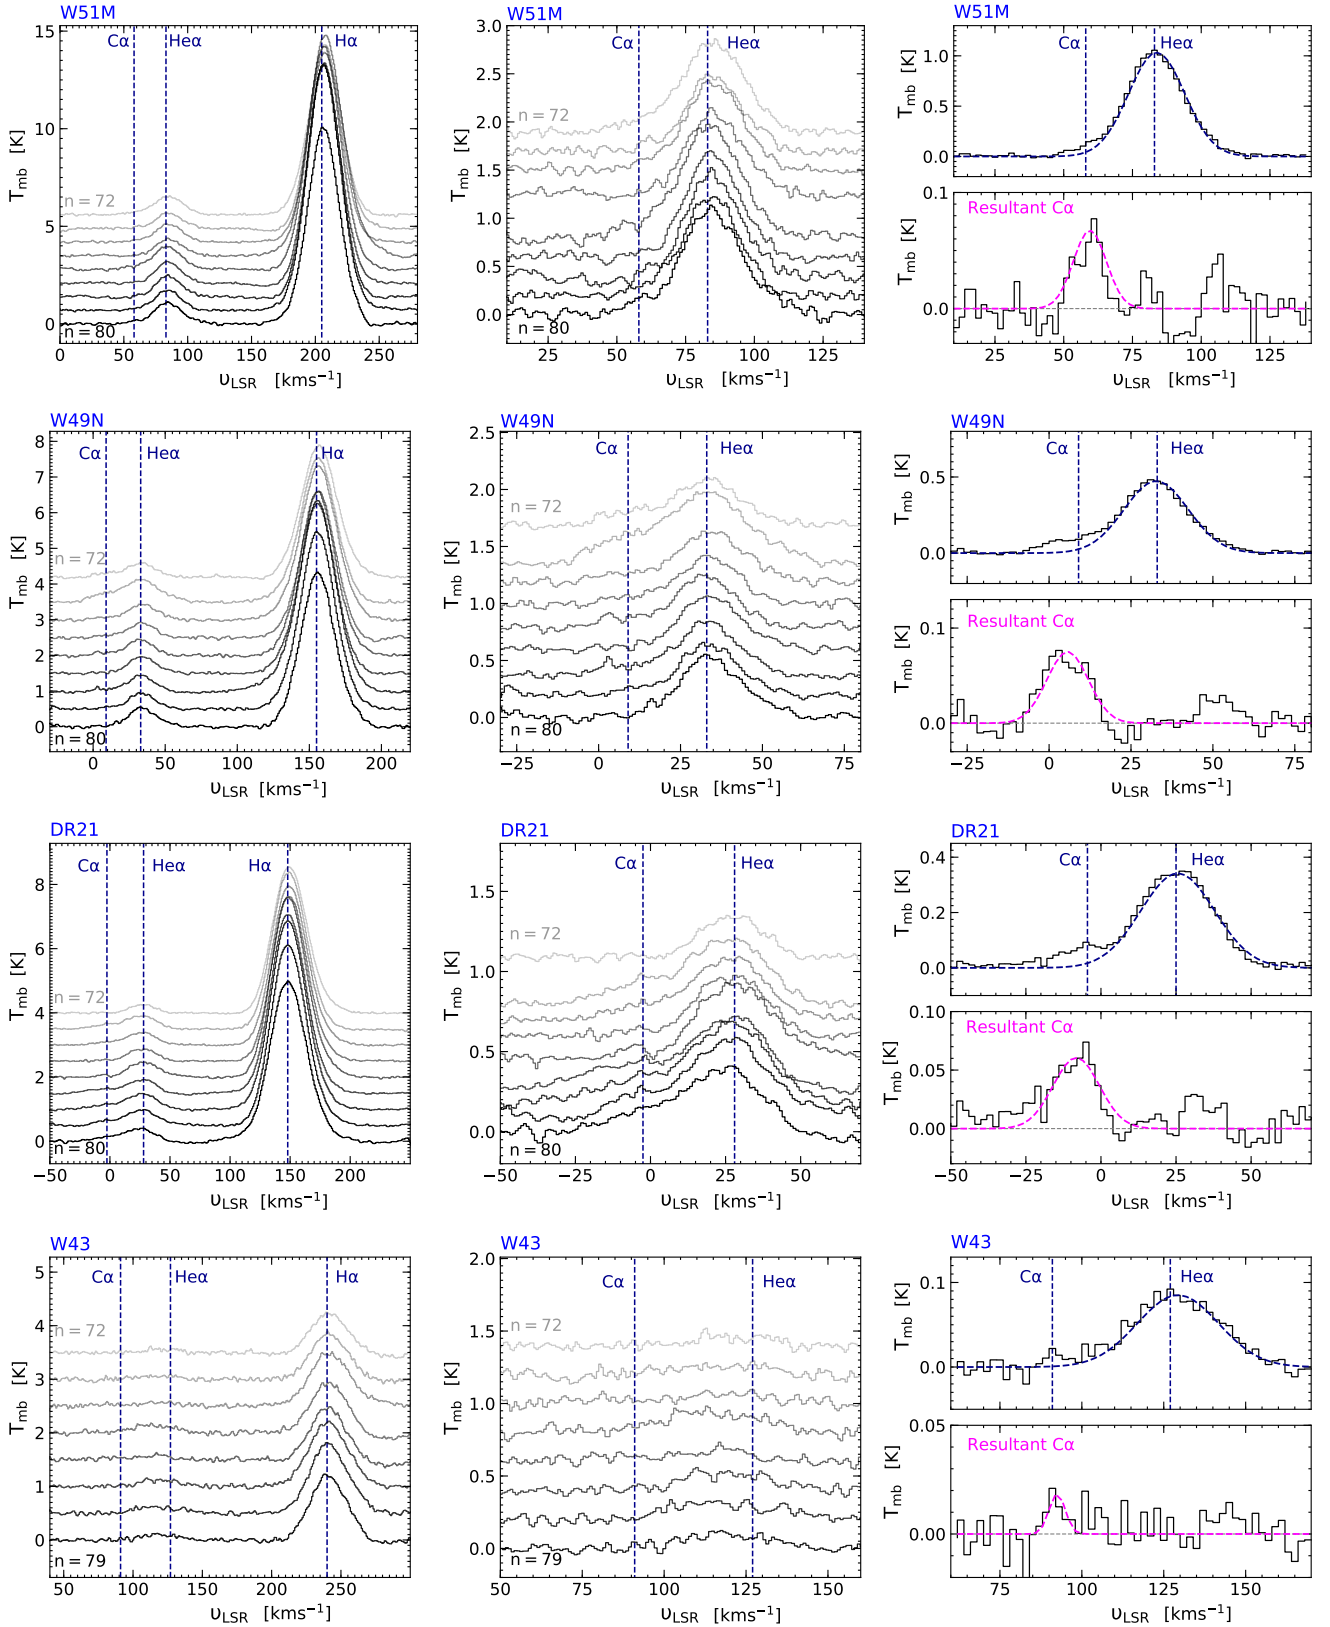 W51M
Cα Heα Hα
n = 72
n = 80
15
10
5
0
T_mb [K]
0 50 100 150 200 250
υ_LSR [kms⁻¹]
W51M
Cα Heα
n = 72
n = 80
3.0
2.5
2.0
1.5
1.0
0.5
0.0
T_mb [K]
25 50 75 100 125
υ_LSR [kms⁻¹]
W51M
Cα Heα
1.0
0.5
0.0
T_mb [K]
Resultant Cα
0.1
0.0
T_mb [K]
25 50 75 100 125
υ_LSR [kms⁻¹]
W49N
Cα Heα Hα
n = 72
n = 80
8
7
6
5
4
3
2
1
0
T_mb [K]
0 50 100 150 200
υ_LSR [kms⁻¹]
W49N
Cα Heα
n = 72
n = 80
2.5
2.0
1.5
1.0
0.5
0.0
T_mb [K]
−25 0 25 50 75
υ_LSR [kms⁻¹]
W49N
Cα Heα
0.5
0.0
T_mb [K]
Resultant Cα
0.1
0.0
T_mb [K]
−25 0 25 50 75
υ_LSR [kms⁻¹]
DR21
Cα Heα Hα
n = 72
n = 80
8
6
4
2
0
T_mb [K]
−50 0 50 100 150 200
υ_LSR [kms⁻¹]
DR21
Cα Heα
n = 72
n = 80
1.5
1.0
0.5
0.0
T_mb [K]
−50 −25 0 25 50
υ_LSR [kms⁻¹]
DR21
Cα Heα
0.4
0.2
0.0
T_mb [K]
Resultant Cα
0.10
0.05
0.00
T_mb [K]
−50 −25 0 25 50
υ_LSR [kms⁻¹]
W43
Cα Heα Hα
n = 72
n = 79
5
4
3
2
1
0
T_mb [K]
50 100 150 200 250
υ_LSR [kms⁻¹]
W43
Cα Heα
n = 72
n = 79
2.0
1.5
1.0
0.5
0.0
T_mb [K]
50 75 100 125 150
υ_LSR [kms⁻¹]
W43
Cα Heα
0.1
0.0
T_mb [K]
Resultant Cα
0.05
0.00
T_mb [K]
75 100 125 150
υ_LSR [kms⁻¹]